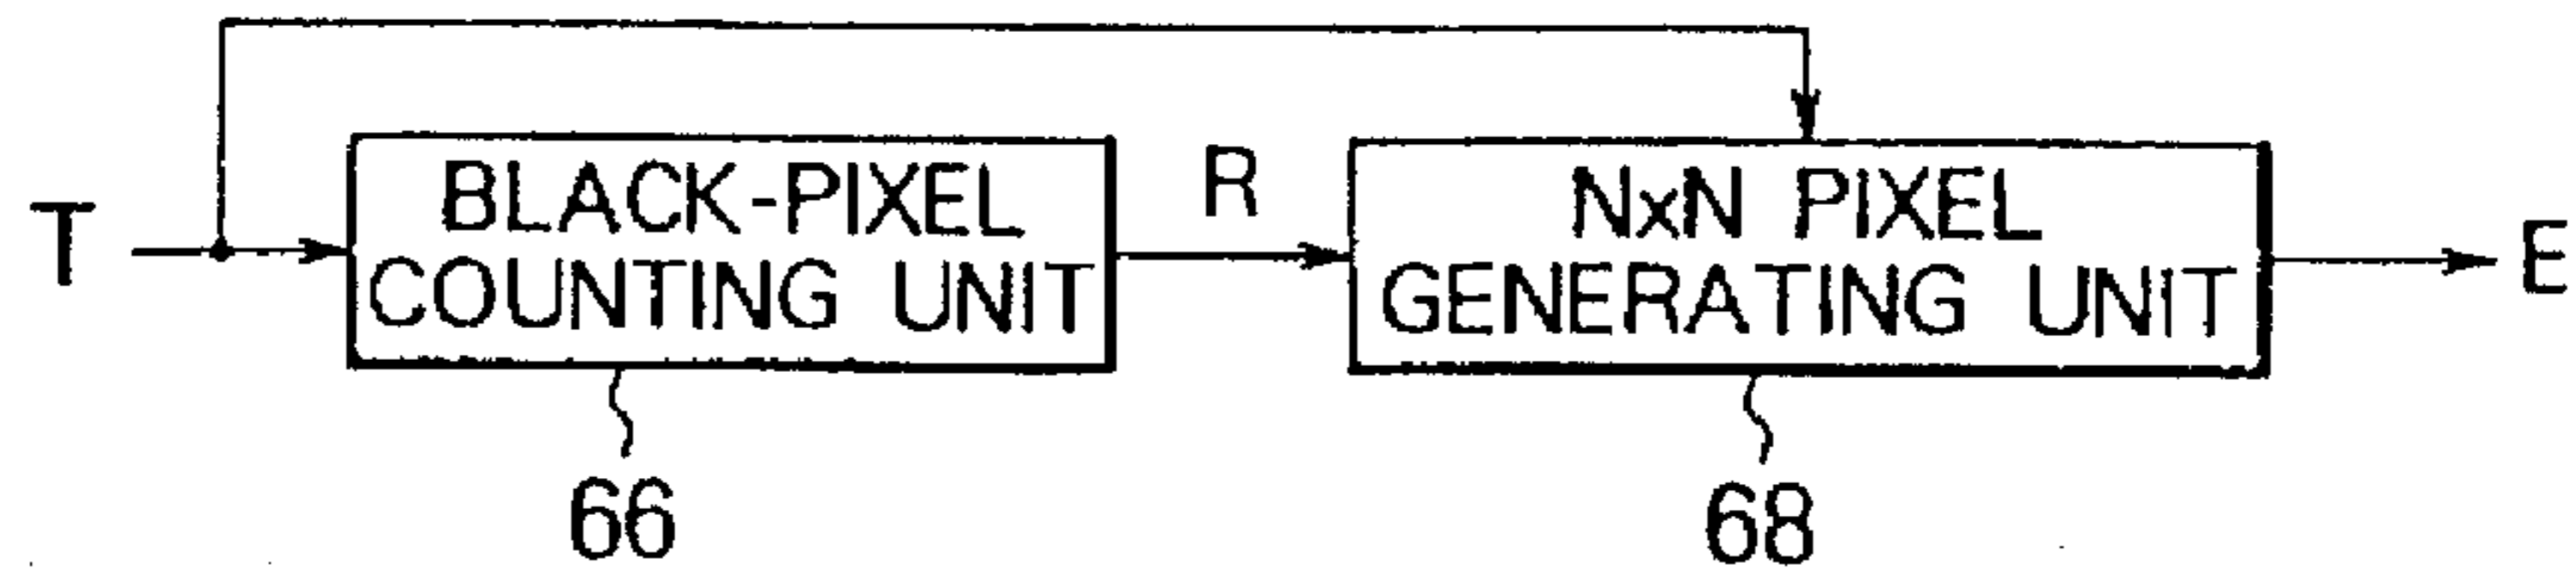 T
BLACK-PIXEL
COUNTING UNIT
R
NxN PIXEL
GENERATING UNIT
E
66
68